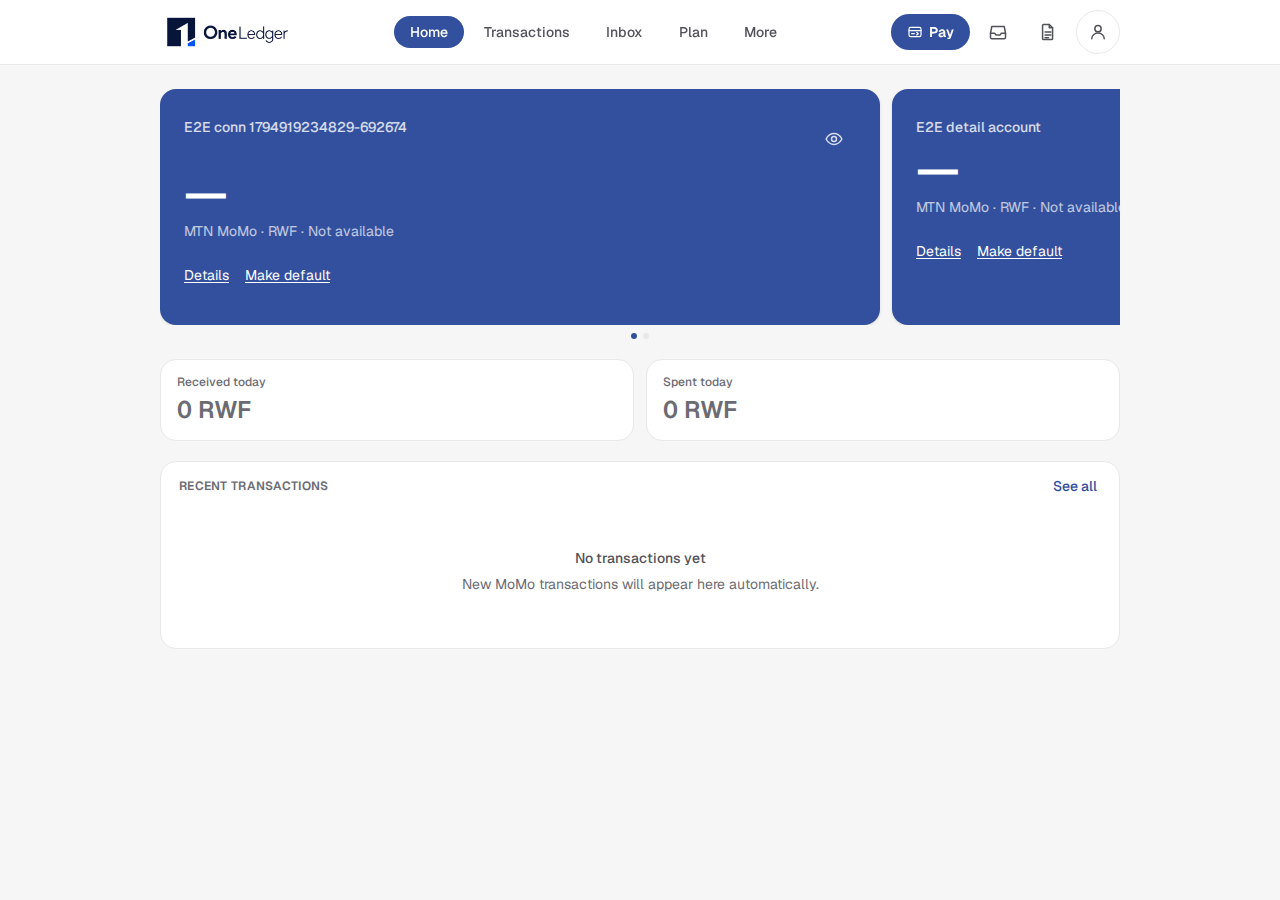 OneLedger
Home
Transactions
Inbox
Plan
More
Pay
E2E conn 1794919234829-692674
—
MTN MoMo · RWF · Not available
Details
Make default
E2E detail account
—
MTN MoMo · RWF · Not available
Details
Make default
Received today
0 RWF
Spent today
0 RWF
RECENT TRANSACTIONS
See all
No transactions yet
New MoMo transactions will appear here automatically.